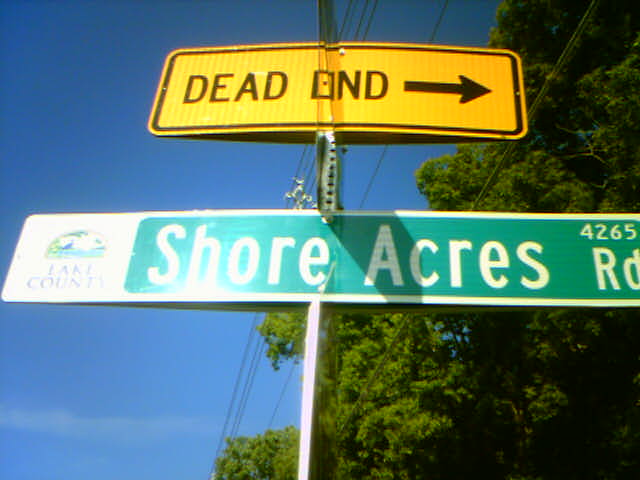 DEAD END
LAKE COUNTY
Shore Acres Rd
4265